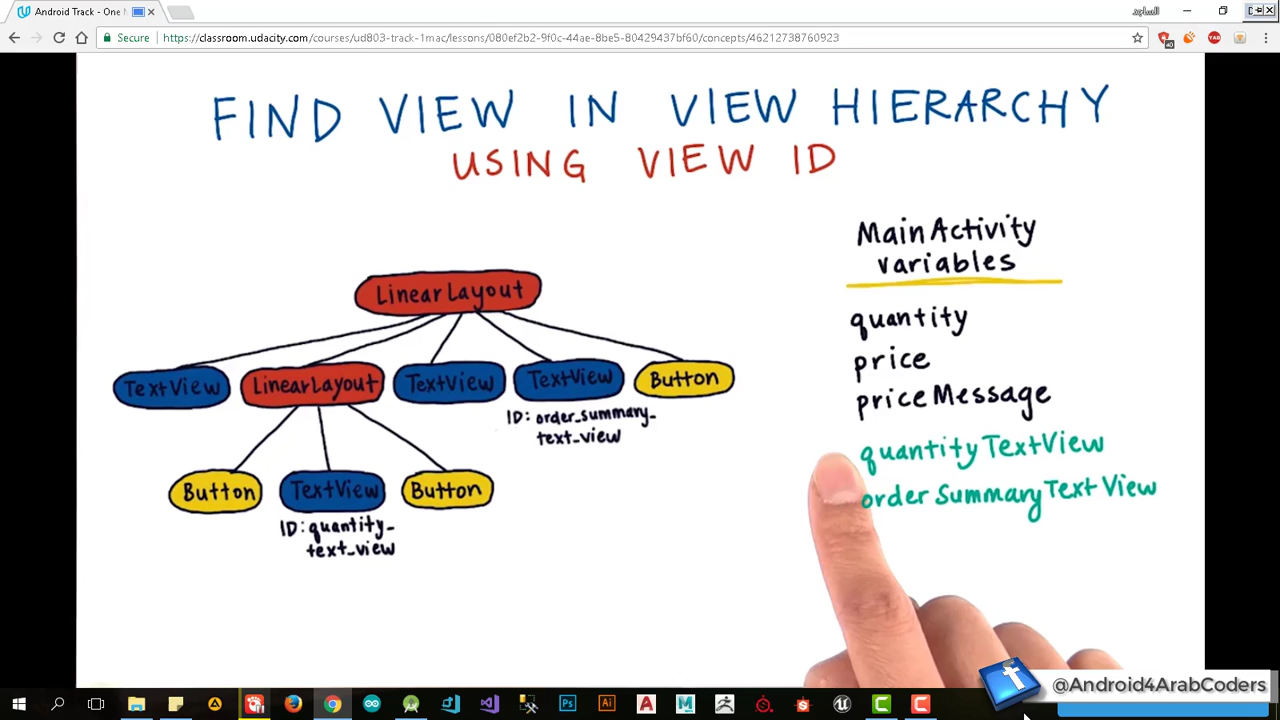 Android Track - One
الساجد
Secure
https://classroom.udacity.com/courses/ud803-track-1mac/lessons/080ef2b2-9f0c-44ae-8be5-80429437bf60/concepts/46212738760923
FIND VIEW IN VIEW HIERARCHY
USING VIEW ID
MainActivity
variables
quantity
price
priceMessage
quantityTextView
orderSummaryTextView
LinearLayout
TextView
LinearLayout
TextView
TextView
Button
ID: order_summary_
text_view
Button
TextView
Button
ID: quantity_
text_view
@Android4ArabCoders